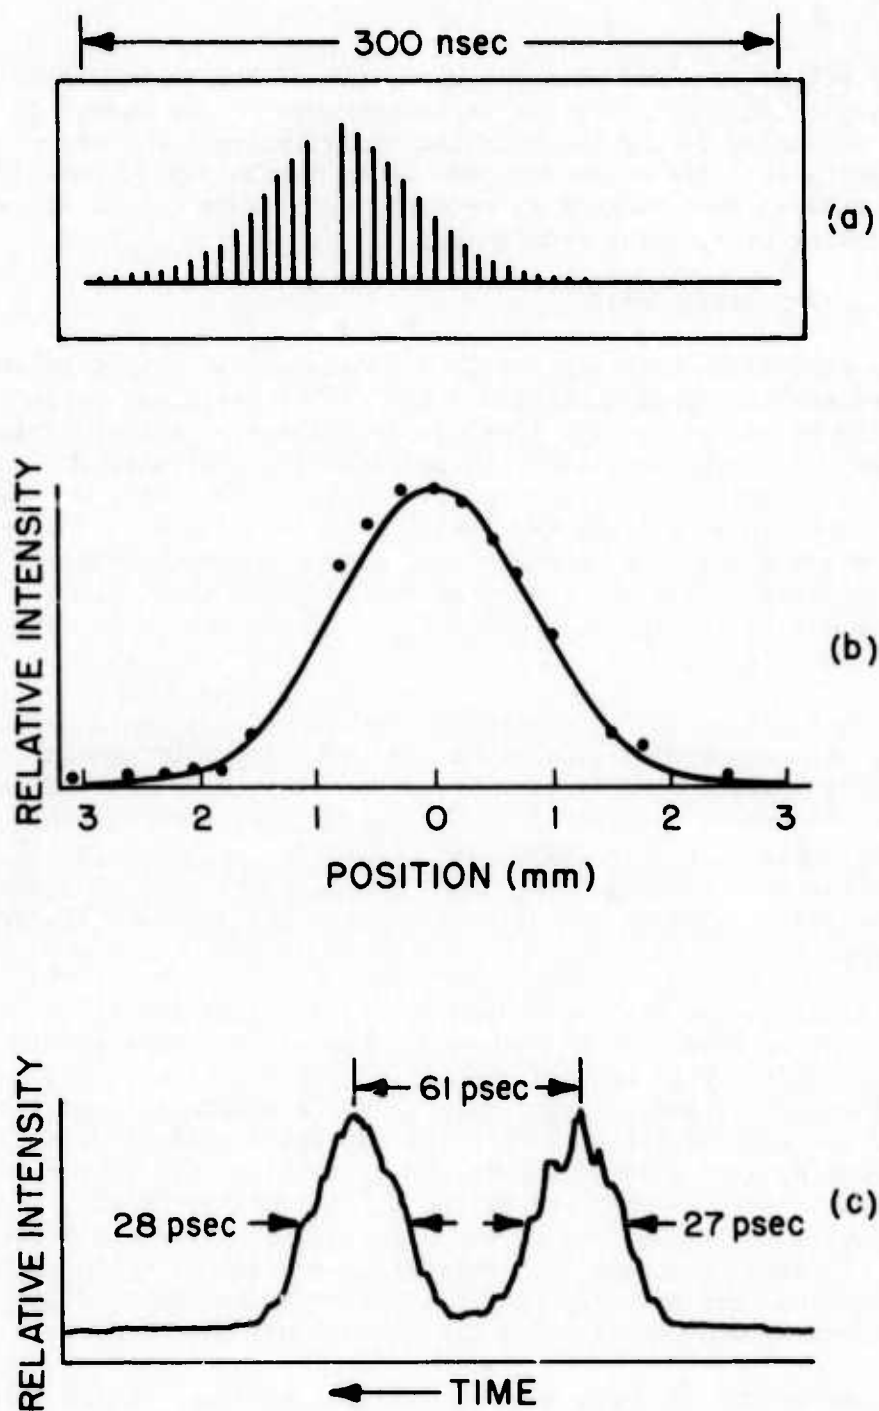 300 nsec
(a)
RELATIVE INTENSITY
(b)
3 2 1 0 1 2 3
POSITION (mm)
RELATIVE INTENSITY
61 psec
28 psec
27 psec
(c)
TIME